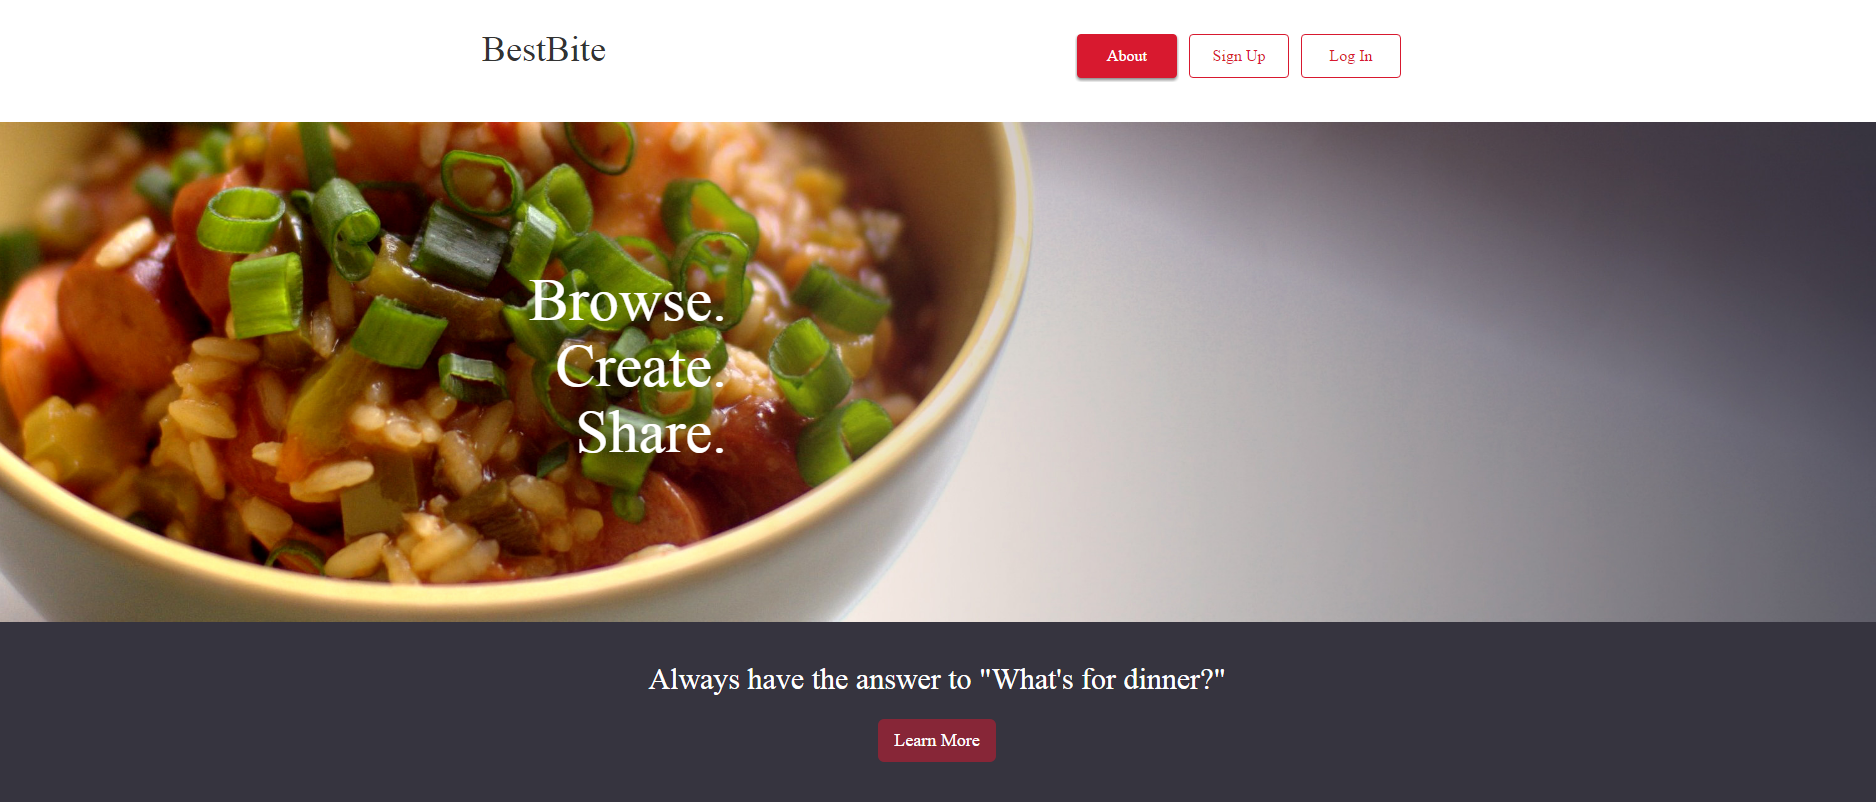 BestBite
About
Sign Up
Log In
Browse.
Create.
Share.
Always have the answer to "What's for dinner?"
Learn More